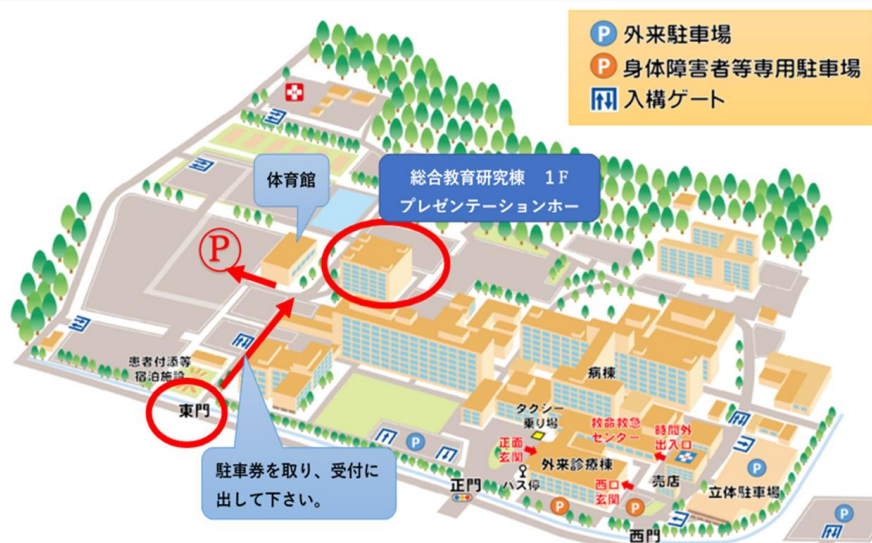 P 外来駐車場
P 身体障害者等専用駐車場
入構ゲート
体育館
総合教育研究棟 1F
プレゼンテーションホー
P
患者付添等
宿泊施設
東門
駐車券を取り、受付に
出して下さい。
病棟
タクシー
乗り場
救命救急
センター
時間外
出入口
正面
玄関
外来診療棟
バス停
西口
玄関
売店
立体駐車場
正門
西門
P
P
P
P
P